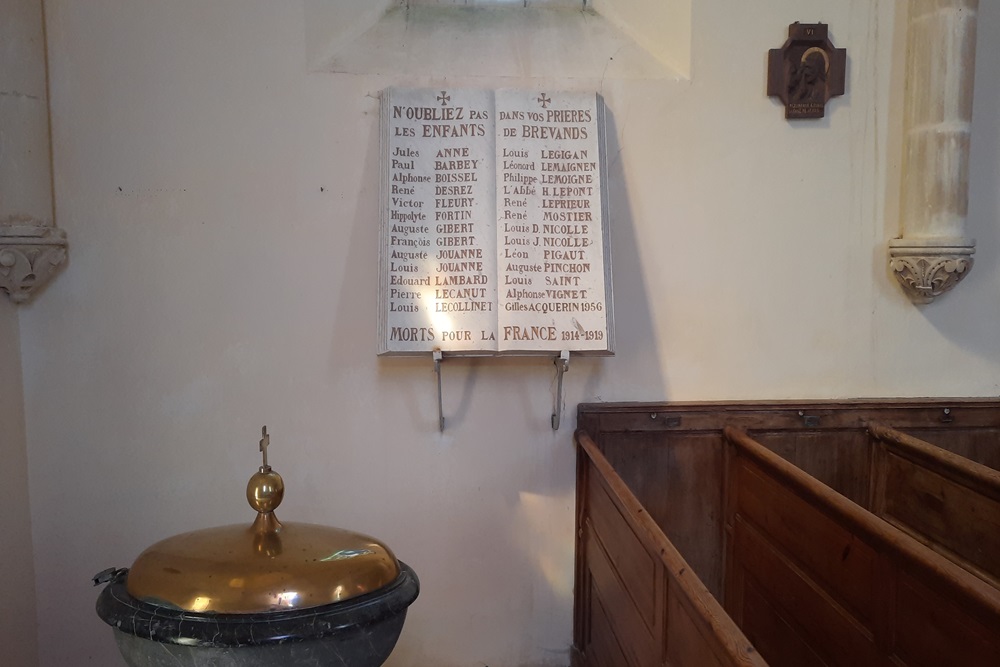 N'OUBLIEZ PAS
LES ENFANTS
Jules ANNE
Paul BARBEY
Alphonse BOISSEL
René DESREZ
Victor FLEURY
Hippolyte FORTIN
Auguste GIBERT
François GIBERT
Auguste JOUANNE
Louis JOUANNE
Edouard LAMBARD
Pierre LECANUT
Louis LECOLLINET
DANS VOS PRIERES
DE BREVANDS
Louis LEGIGAN
Léonord LEMAIGNEN
Philippe LEMOIGNE
L'Abbé H. LEPONT
René LEPRIEUR
René MOSTIER
Louis D. NICOLLE
Louis J. NICOLLE
Léon PIGAUT
Auguste PINCHON
Louis SAINT
Alphonse VIGNET
Gilles ACQUERIN 1956
MORTS POUR LA FRANCE 1914-1919
VI